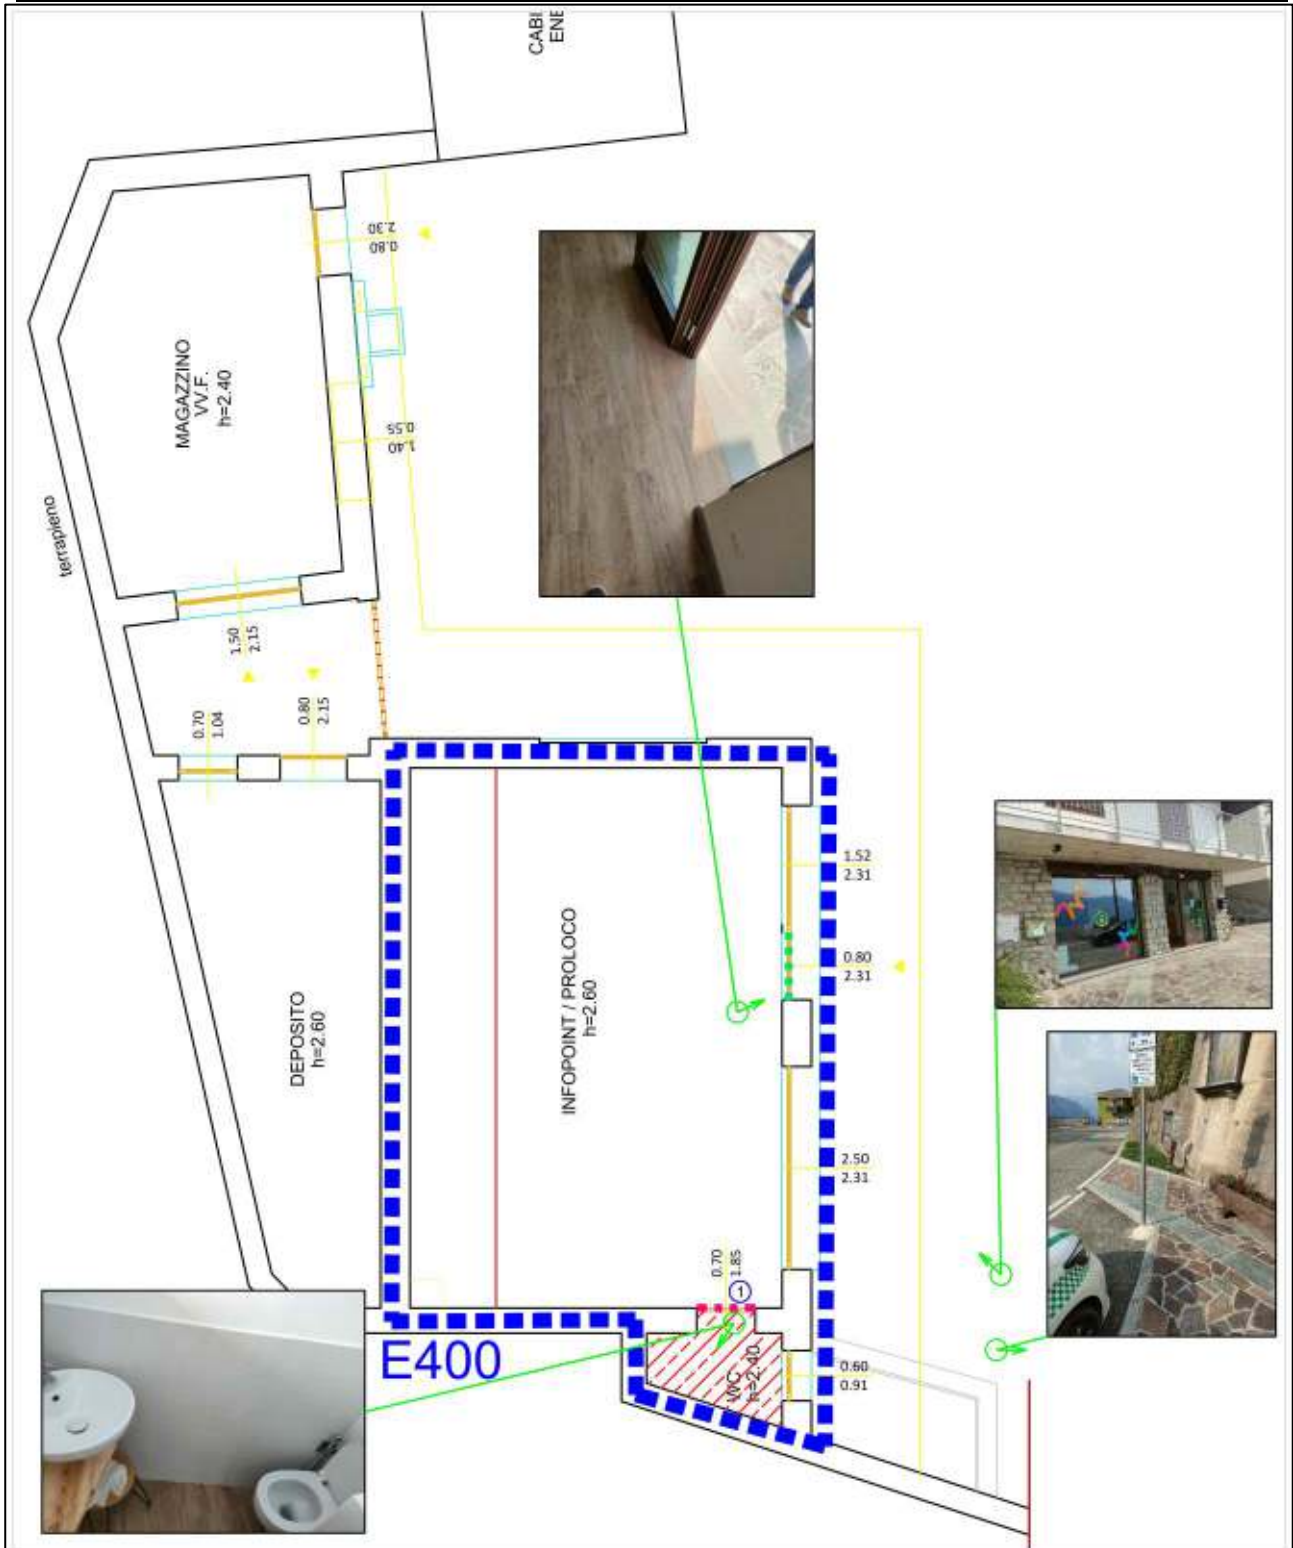 CABI
ENE
2.30
0.80
MAGAZZINO
VV.F.
h=2.40
0.55
1.40
terrapieno
1.50
2.15
0.70
1.04
0.80
2.15
1.52
2.31
INFOPOINT / PROLOCO
h=2.60
0.80
2.31
DEPOSITO
h=2.60
2.50
2.31
0.70
1.85
1
E400
WC
h=2.40
0.60
0.91